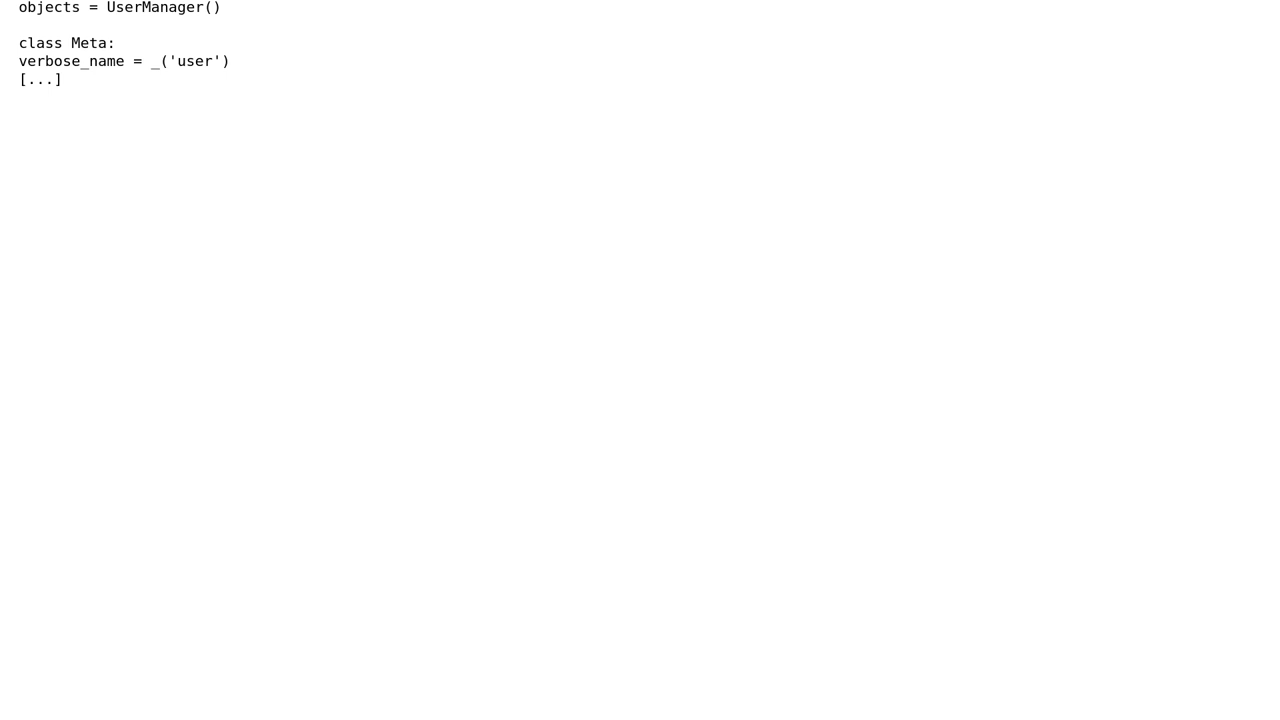 objects = UserManager()
class Meta:
verbose_name = _('user')
[...]